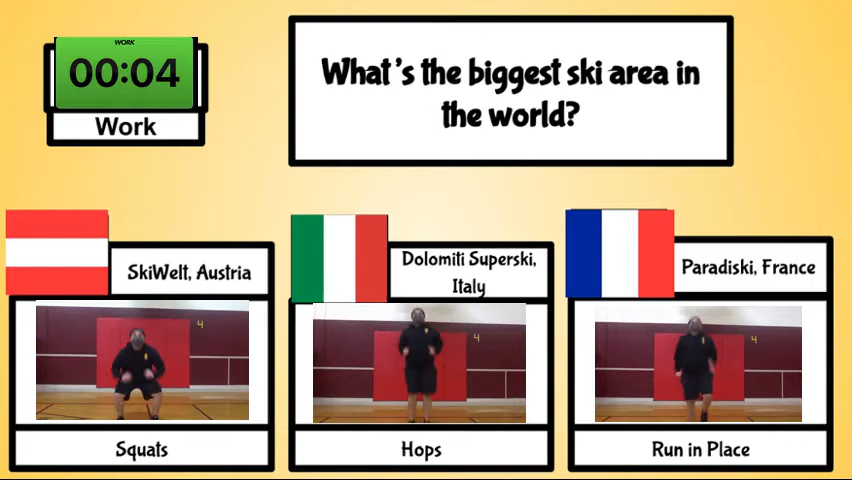 WORK
00:04
Work
What's the biggest ski area in
the world?
SkiWelt, Austria
Dolomiti Superski,
Italy
Paradiski, France
4
4
4
Squats
Hops
Run in Place